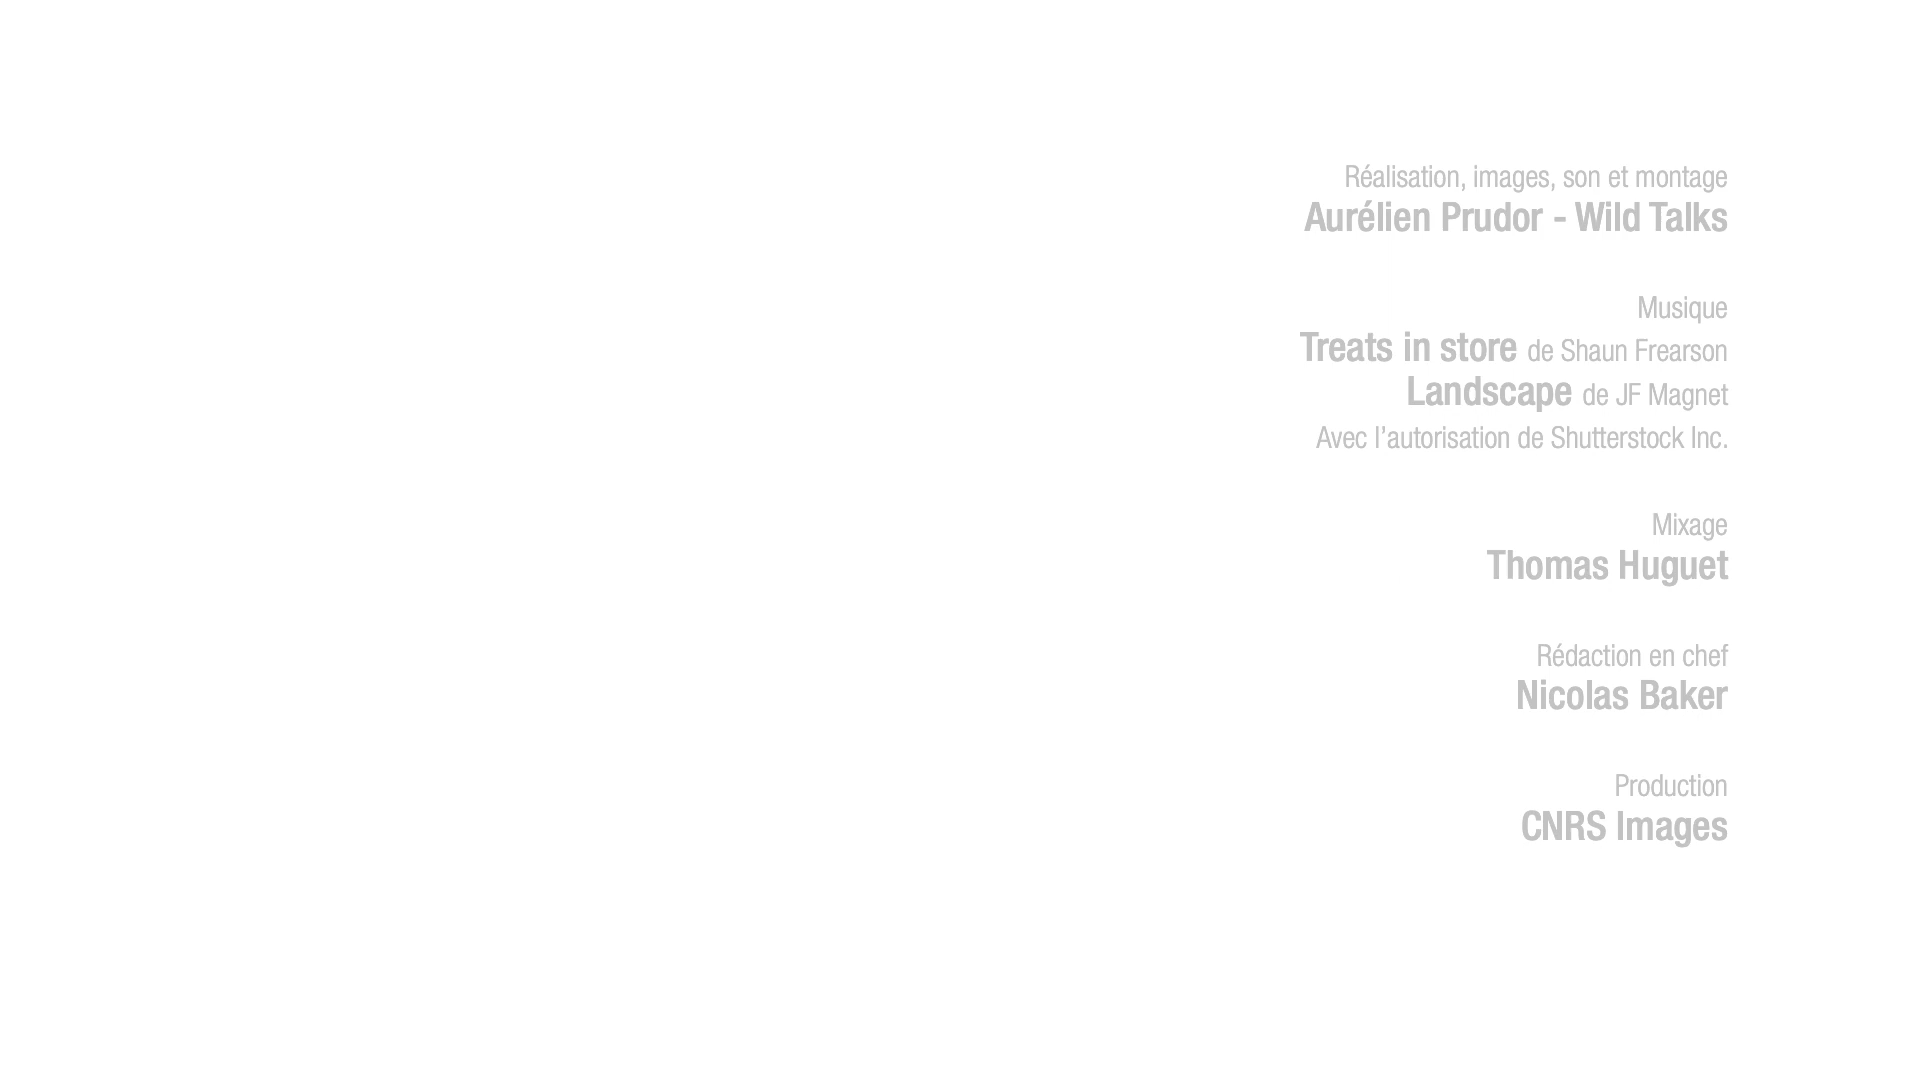 Réalisation, images, son et montage
Aurélien Prudor - Wild Talks
Musique
Treats in store de Shaun Frearson
Landscape de JF Magnet
Avec l’autorisation de Shutterstock Inc.
Mixage
Thomas Huguet
Rédaction en chef
Nicolas Baker
Production
CNRS Images